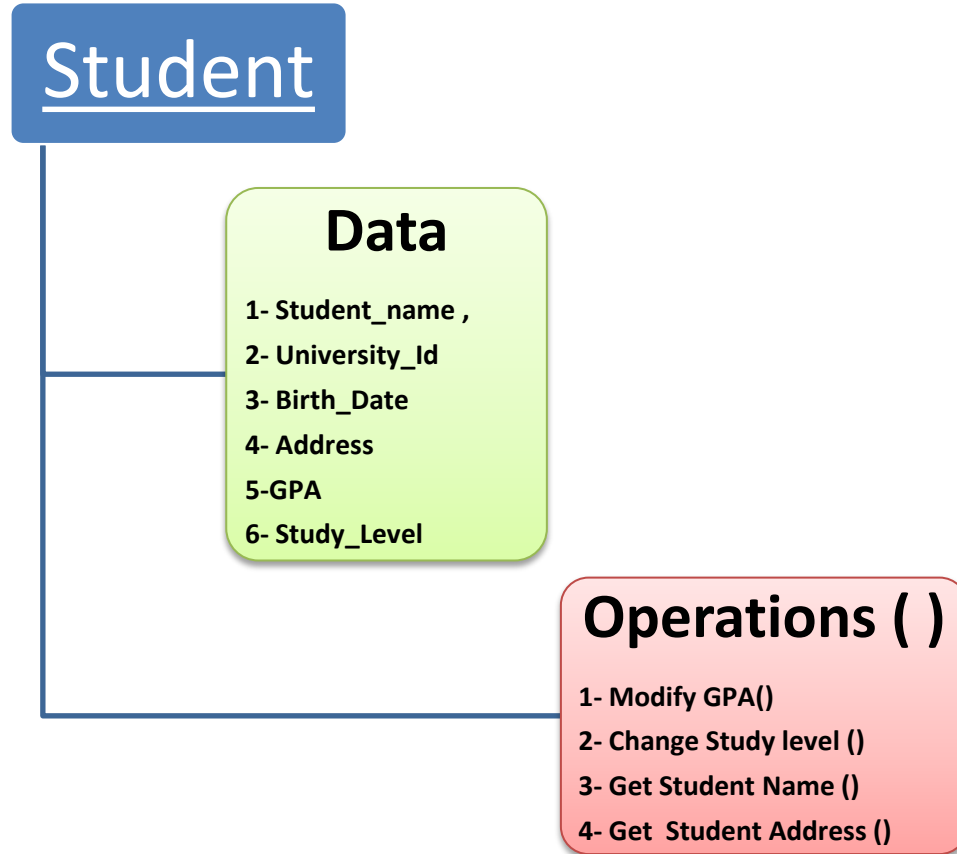 Student
Data
1- Student_name ,
2- University_Id
3- Birth_Date
4- Address
5-GPA
6- Study_Level
Operations ( )
1- Modify GPA()
2- Change Study level ()
3- Get Student Name ()
4- Get  Student Address ()